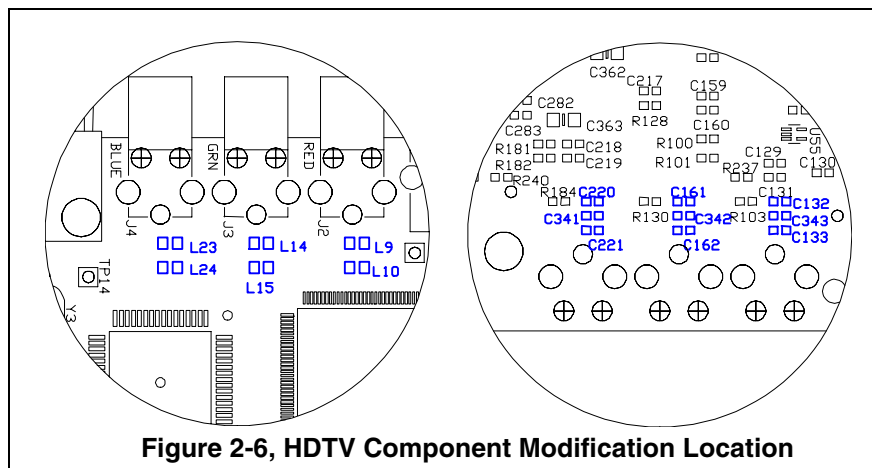 BLUE
GRN
RED
J4
J3
J2
L23
L14
L9
L24
L10
L15
TP14
Y3
C362
C217
C159
C282
C363
R128
C160
U55
C283
R181
C218
R100
C129
R182
C219
R101
R237
C130
R240
R184
C220
C161
C131
C132
C341
R130
C342
R103
C343
C221
C162
C133
Figure 2-6, HDTV Component Modification Location